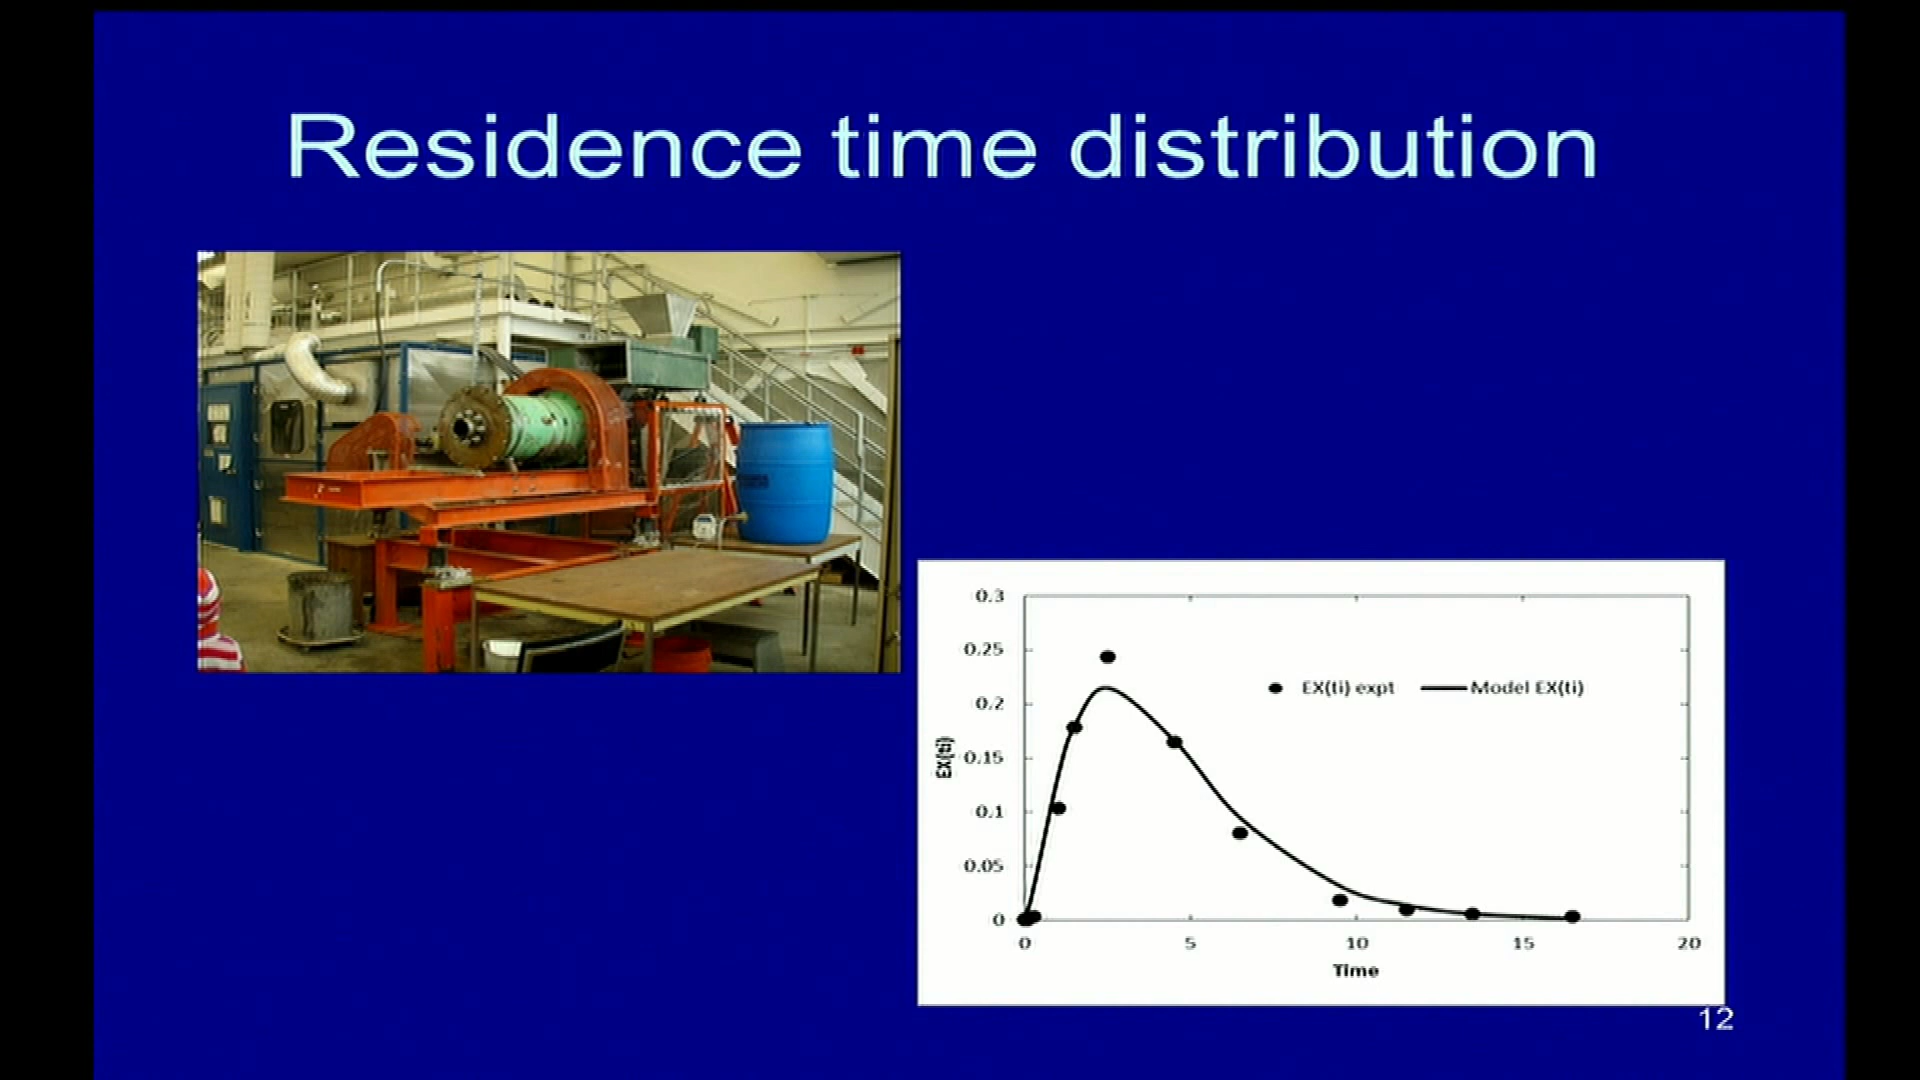 Residence time distribution
0.3
0.25
0.2
0.15
0.1
0.05
0
EX(ti)
EX(ti) expt
Model EX(ti)
0 5 10 15 20
Time
12